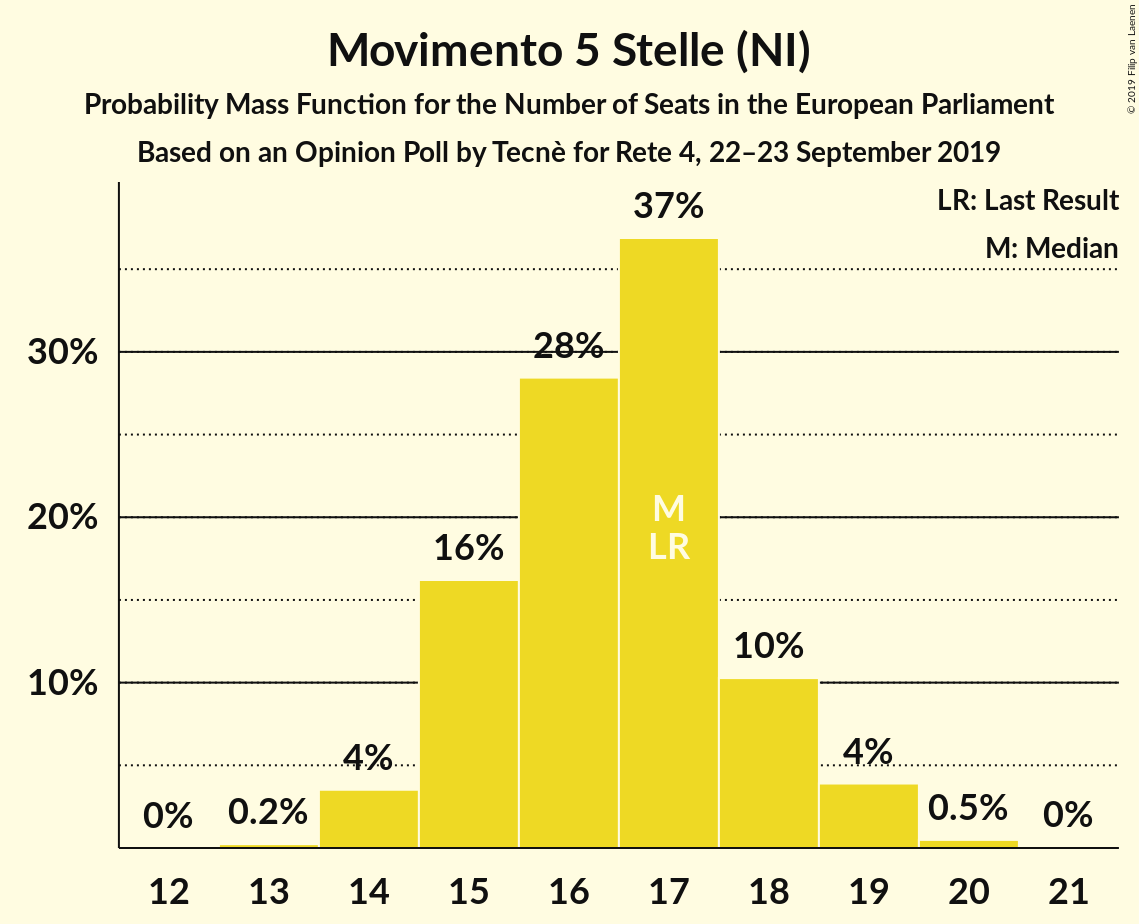 Movimento 5 Stelle (NI)
Probability Mass Function for the Number of Seats in the European Parliament
Based on an Opinion Poll by Tecnè for Rete 4, 22–23 September 2019
© 2019 Filip van Laenen
LR: Last Result
M: Median
37%
30%
28%
20%
M
LR
16%
10%
10%
4%
4%
0%
0.2%
0.5%
0%
12 13 14 15 16 17 18 19 20 21